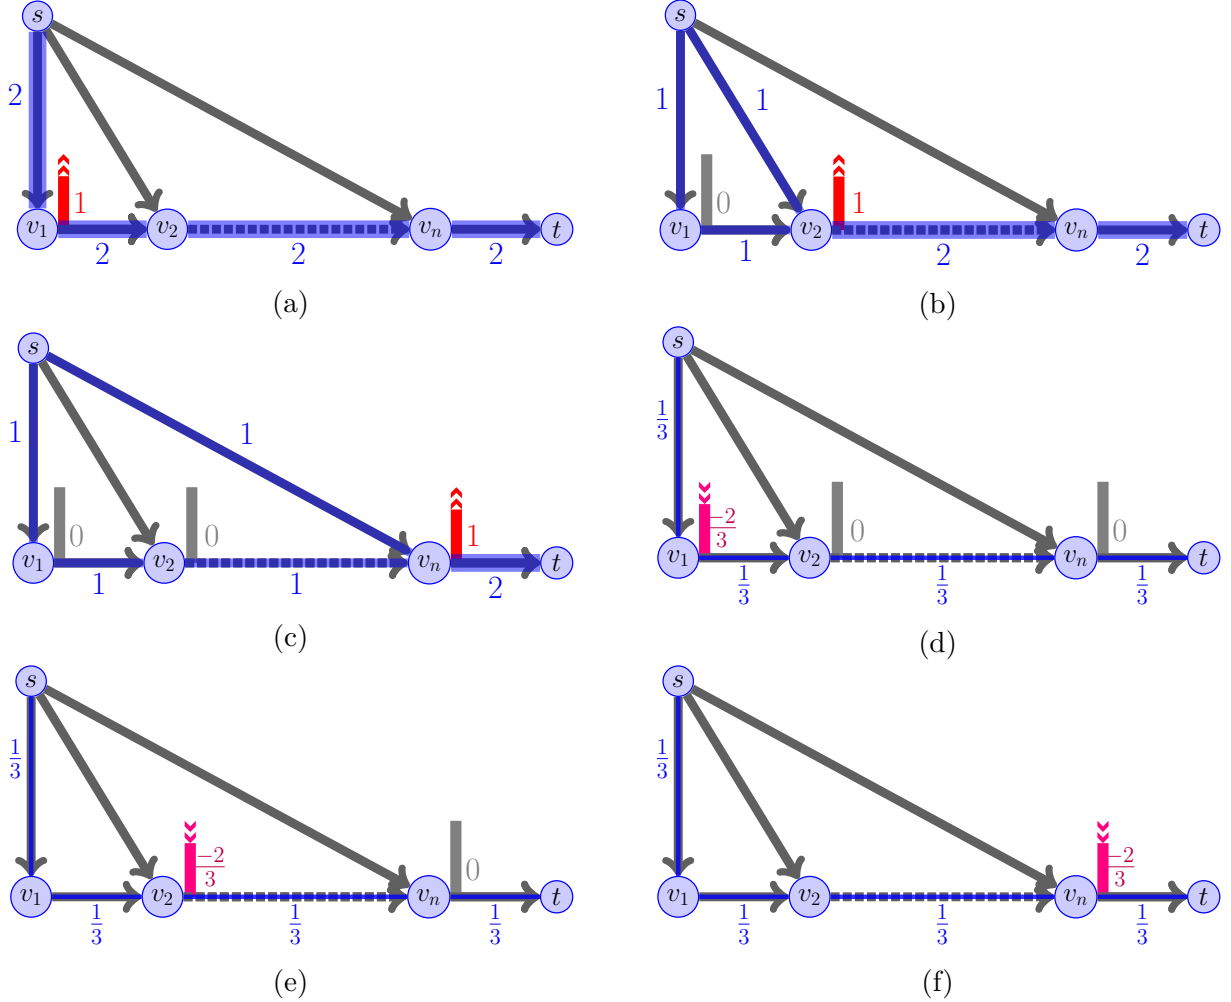 s
2
1
v₁ v₂ vₙ t
2 2 2
(a)
s
1 1
0 1
v₁ v₂ vₙ t
1 2 2
(b)
s
1 1
0 0 1
v₁ v₂ vₙ t
1 1 2
(c)
s
1/3
-2/3 0 0
v₁ v₂ vₙ t
1/3 1/3 1/3
(d)
s
1/3
-2/3 0
v₁ v₂ vₙ t
1/3 1/3 1/3
(e)
s
1/3
-2/3
v₁ v₂ vₙ t
1/3 1/3 1/3
(f)